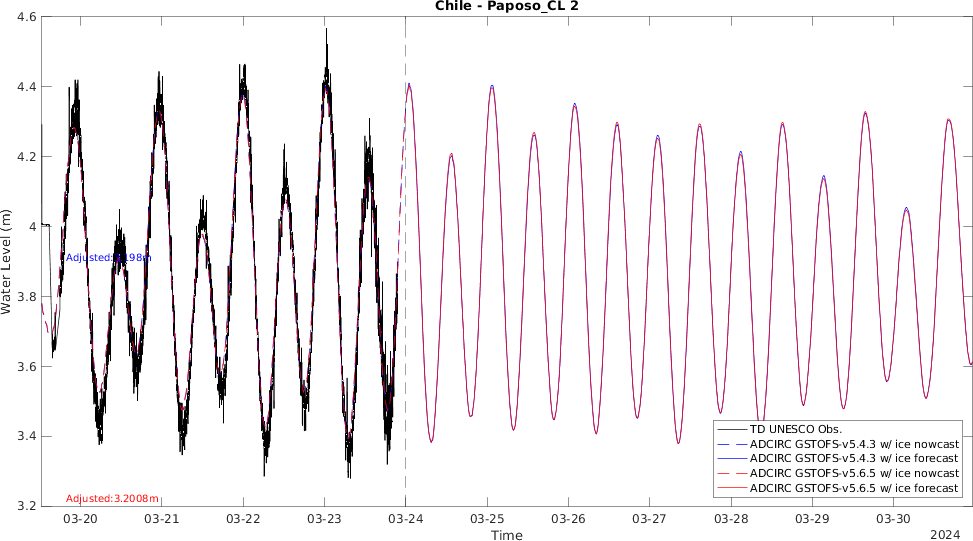 Chile - Paposo_CL 2
4.6
4.4
4.2
4
3.8
3.6
3.4
3.2
Water Level (m)
Adjusted:3.198m
Adjusted:3.2008m
TD UNESCO Obs.
ADCIRC GSTOFS-v5.4.3 w/ ice nowcast
ADCIRC GSTOFS-v5.4.3 w/ ice forecast
ADCIRC GSTOFS-v5.6.5 w/ ice nowcast
ADCIRC GSTOFS-v5.6.5 w/ ice forecast
03-20 03-21 03-22 03-23 03-24 03-25 03-26 03-27 03-28 03-29 03-30
Time
2024